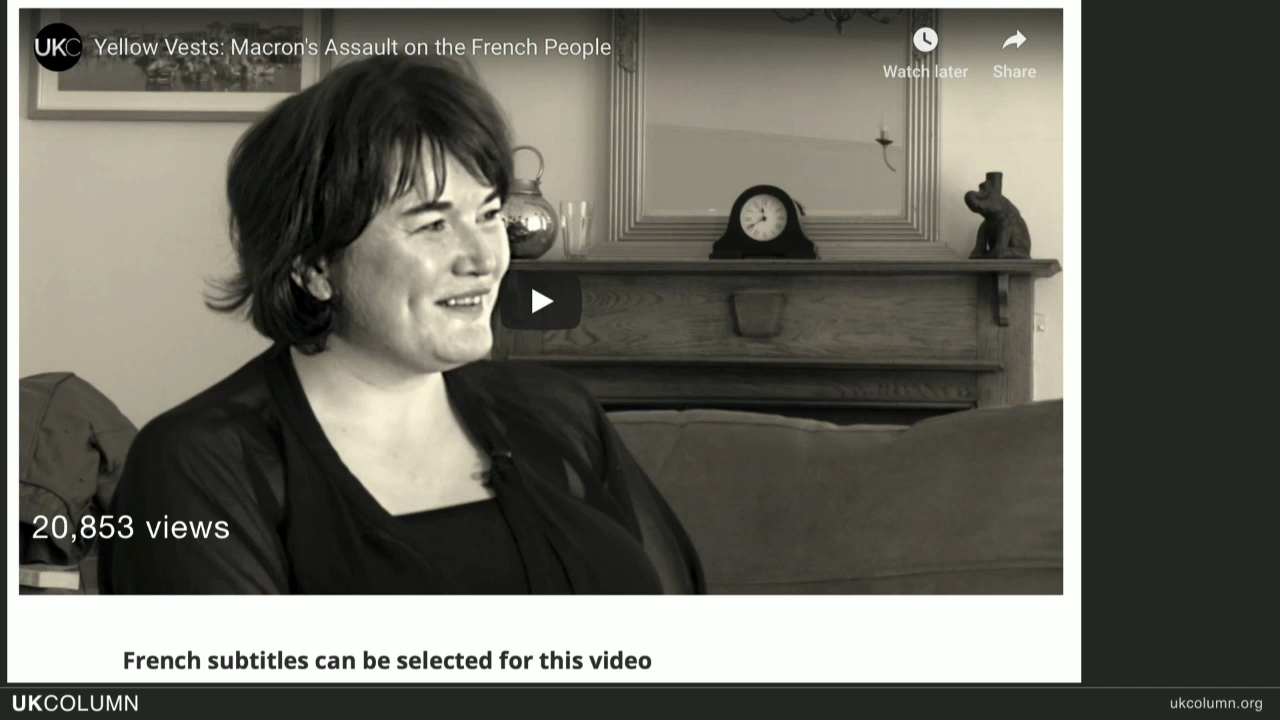 UKC Yellow Vests: Macron's Assault on the French People
Watch later Share
20,853 views
French subtitles can be selected for this video
UKCOLUMN ukcolumn.org